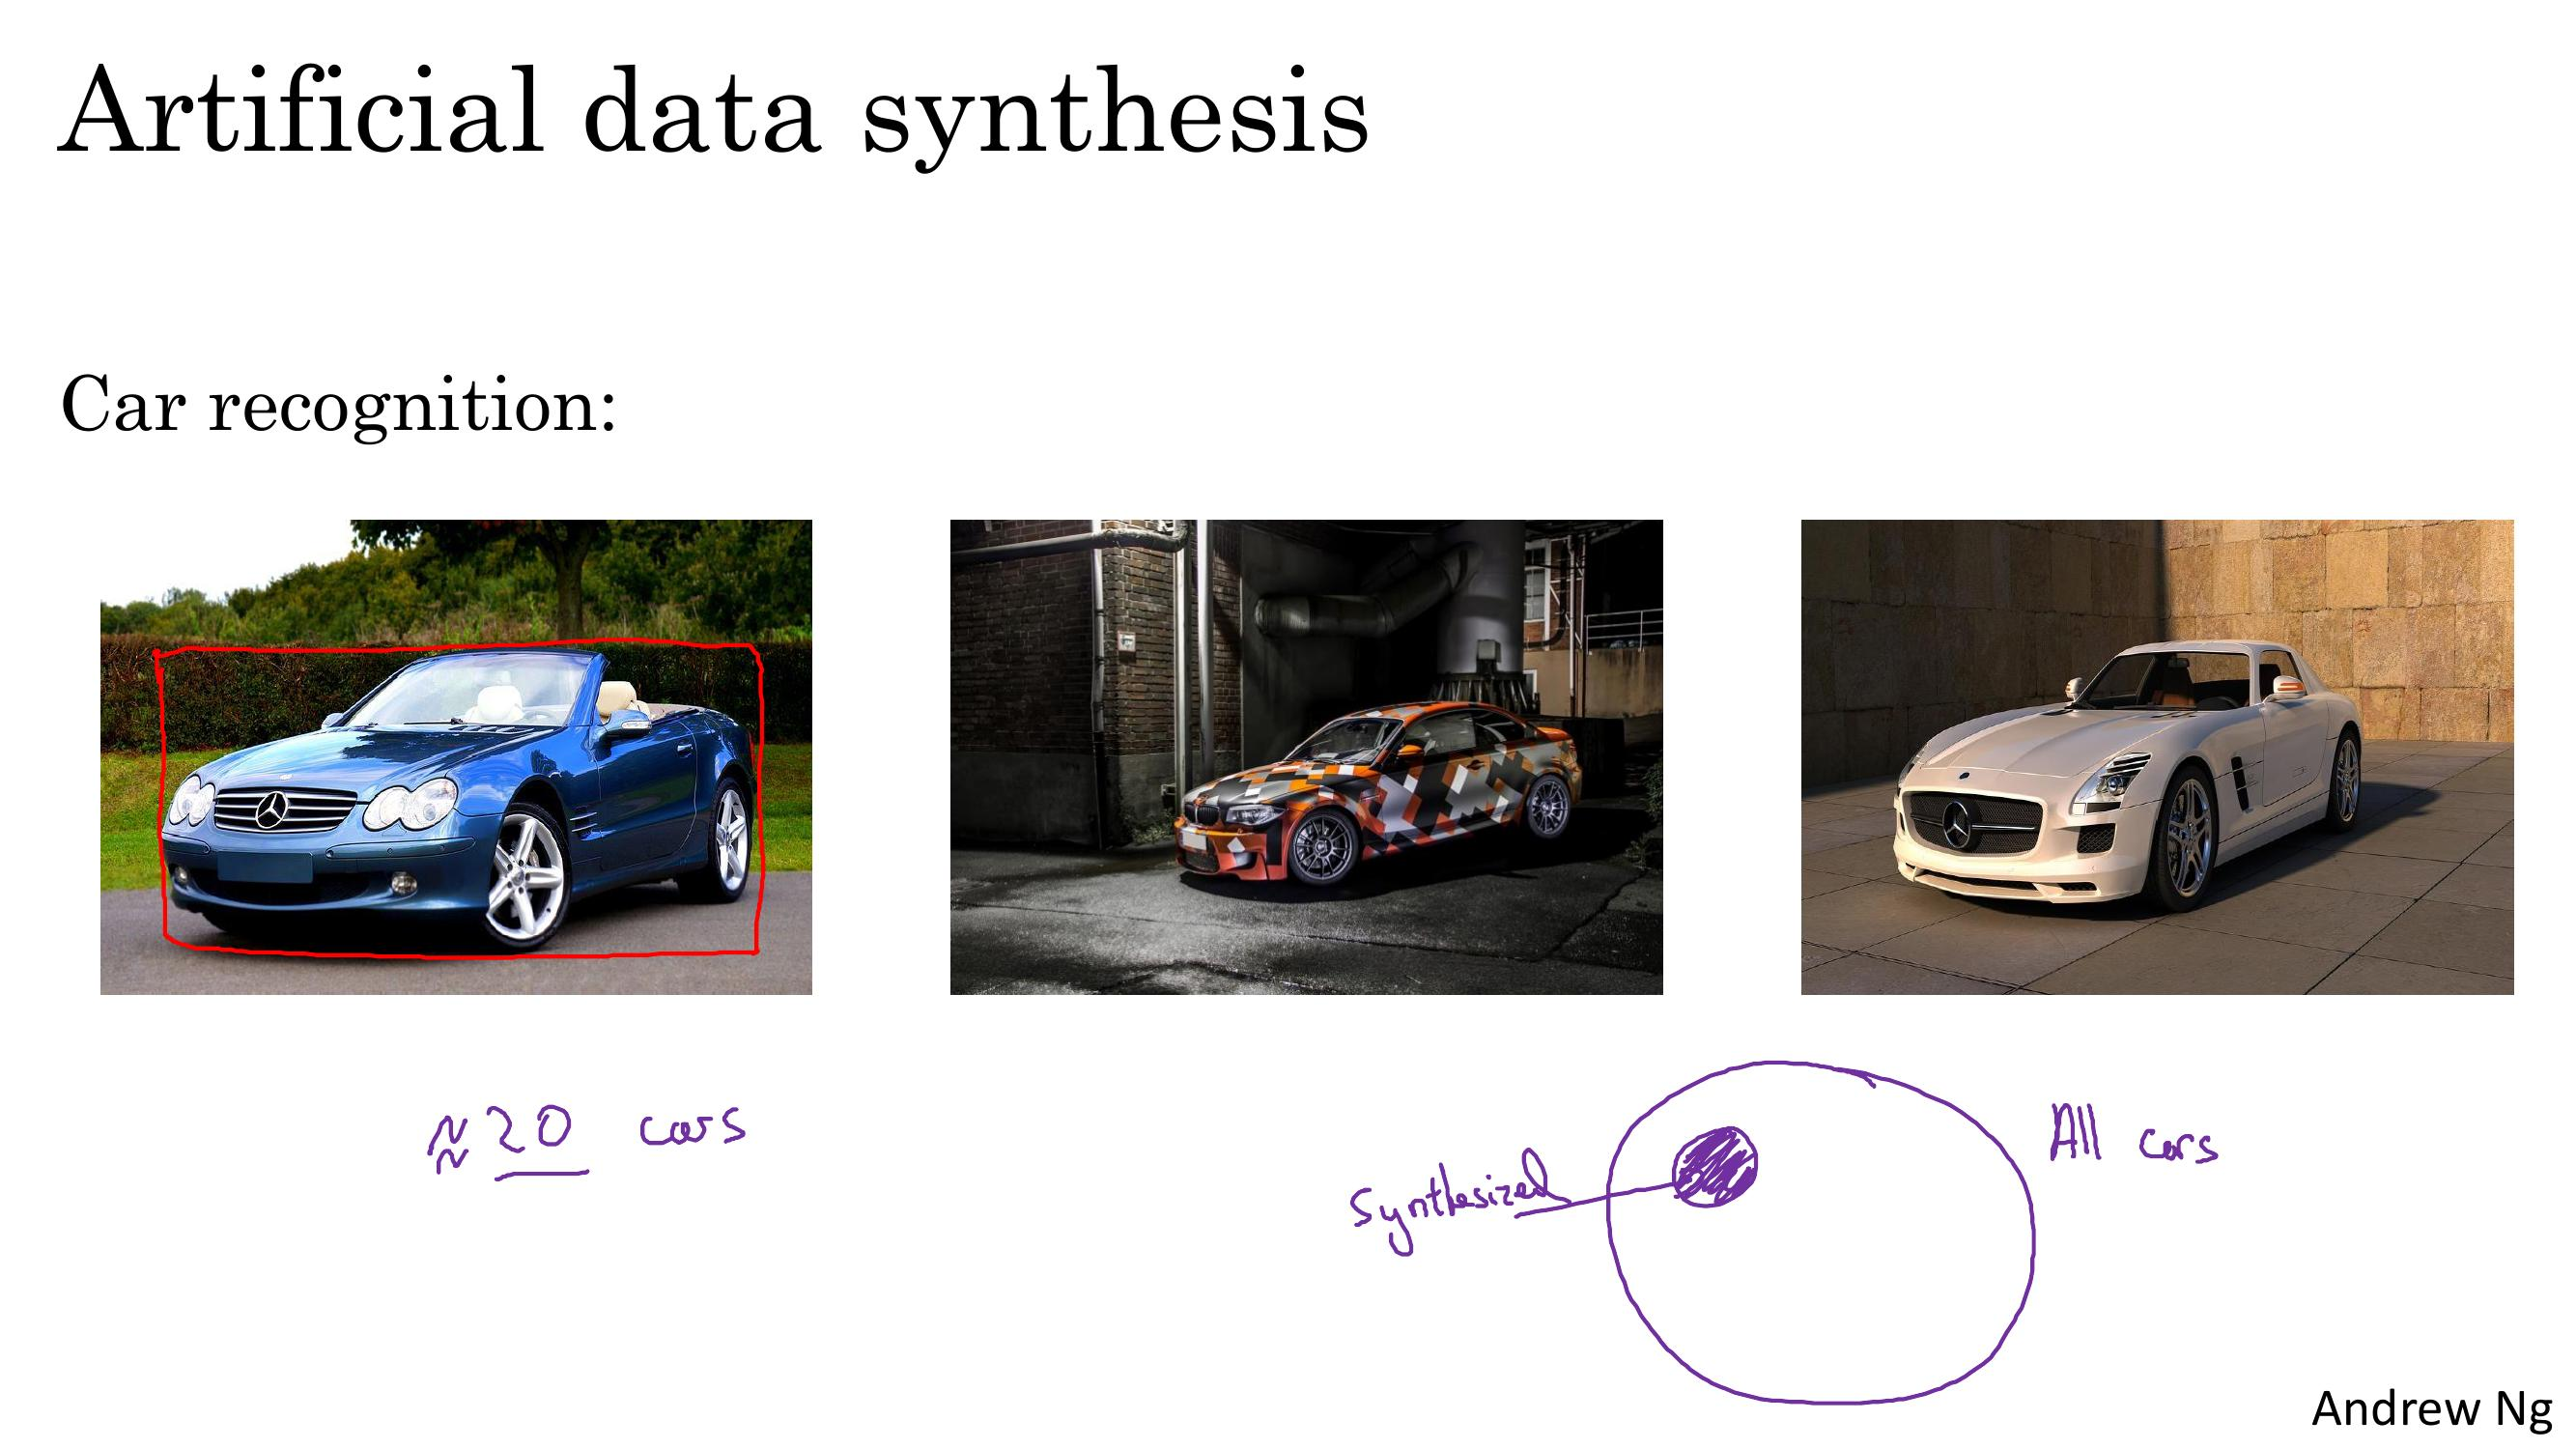 Artificial data synthesis
Car recognition:
≈ 20 cars
All cars
Synthesized
Andrew Ng